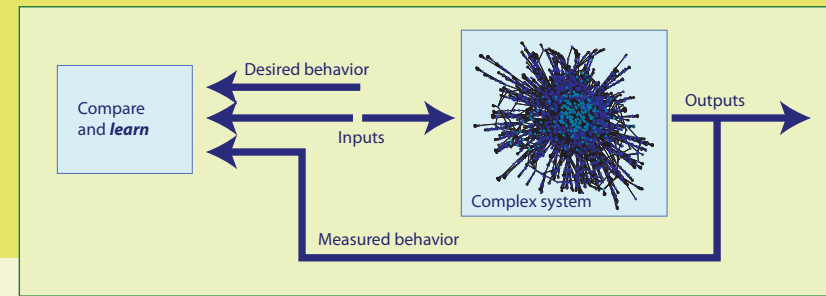 Desired behavior
Compare
and learn
Inputs
Outputs
Complex system
Measured behavior